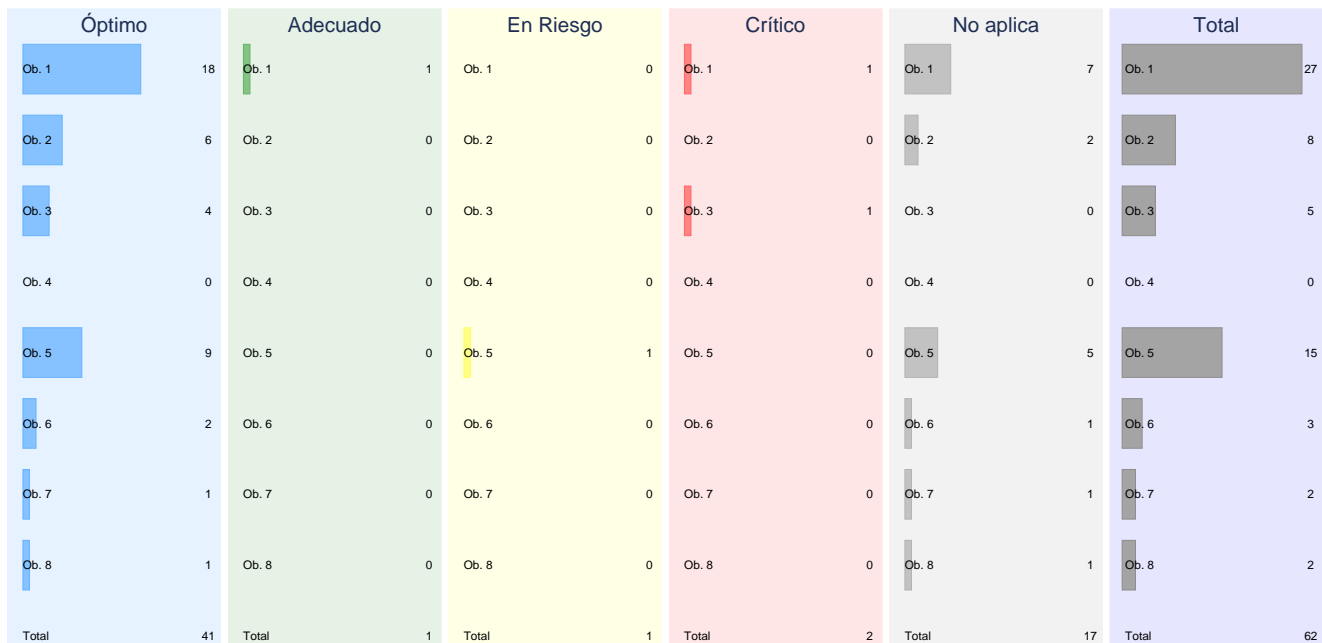 Óptimo Adecuado En Riesgo Crítico No aplica Total
Ob. 1 18 Ob. 1 1 Ob. 1 0 Ob. 1 1 Ob. 1 7 Ob. 1 27
Ob. 2 6 Ob. 2 0 Ob. 2 0 Ob. 2 0 Ob. 2 2 Ob. 2 8
Ob. 3 4 Ob. 3 0 Ob. 3 0 Ob. 3 1 Ob. 3 0 Ob. 3 5
Ob. 4 0 Ob. 4 0 Ob. 4 0 Ob. 4 0 Ob. 4 0 Ob. 4 0
Ob. 5 9 Ob. 5 0 Ob. 5 1 Ob. 5 0 Ob. 5 5 Ob. 5 15
Ob. 6 2 Ob. 6 0 Ob. 6 0 Ob. 6 0 Ob. 6 1 Ob. 6 3
Ob. 7 1 Ob. 7 0 Ob. 7 0 Ob. 7 0 Ob. 7 1 Ob. 7 2
Ob. 8 1 Ob. 8 0 Ob. 8 0 Ob. 8 0 Ob. 8 1 Ob. 8 2
Total 41 Total 1 Total 1 Total 2 Total 17 Total 62